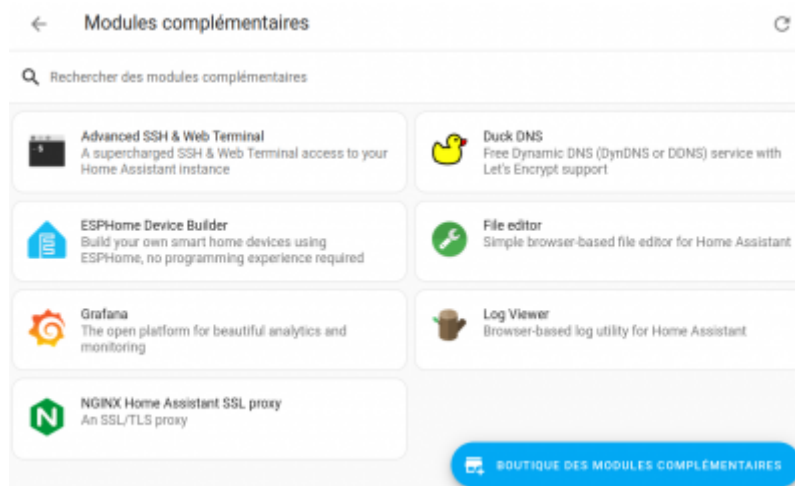 Modules complémentaires
Rechercher des modules complémentaires
Advanced SSH & Web Terminal
A supercharged SSH & Web Terminal access to your
Home Assistant instance
Duck DNS
Free Dynamic DNS (DynDNS or DDNS) service with
Let's Encrypt support
ESPHome Device Builder
Build your own smart home devices using
ESPHome, no programming experience required
File editor
Simple browser-based file editor for Home Assistant
Grafana
The open platform for beautiful analytics and
monitoring
Log Viewer
Browser-based log utility for Home Assistant
NGINX Home Assistant SSL proxy
An SSL/TLS proxy
BOUTIQUE DES MODULES COMPLÉMENTAIRES